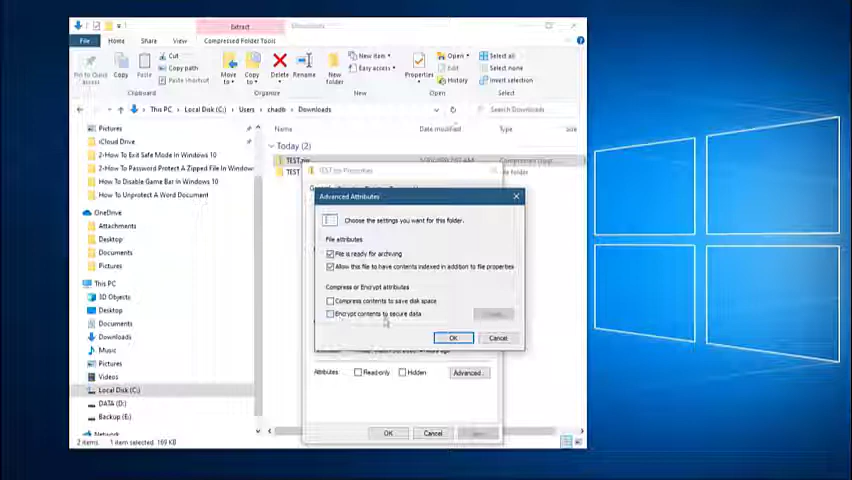 Extract
Downloads
File
Home
Share
View
Compressed Folder Tools
Pin to Quick access
Copy
Paste
Cut
Copy path
Paste shortcut
Move to
Copy to
Delete
Rename
New folder
New item
Easy access
Properties
Open
Edit
History
Select all
Select none
Invert selection
Clipboard
Organize
New
Open
Select
This PC
Local Disk (C:)
Users
chadb
Downloads
Search Downloads
Name
Date modified
Type
Size
Pictures
iCloud Drive
2-How To Exit Safe Mode In Windows 10
2-How To Password Protect A Zipped File In Windows
How To Disable Game Bar In Windows 10
How To Unprotect A Word Document
OneDrive
Attachments
Desktop
Documents
Pictures
This PC
3D Objects
Desktop
Documents
Downloads
Music
Pictures
Videos
Local Disk (C:)
DATA (D:)
Backup (E:)
Network
Today (2)
TEST.zip
TEST
TEST.zip Properties
Advanced Attributes
Choose the settings you want for this folder.
File attributes
File is ready for archiving
Allow this file to have contents indexed in addition to file properties
Compress or Encrypt attributes
Compress contents to save disk space
Encrypt contents to secure data
OK
Cancel
Attributes:
Read-only
Hidden
Advanced...
OK
Cancel
2 items
1 item selected. 169 KB